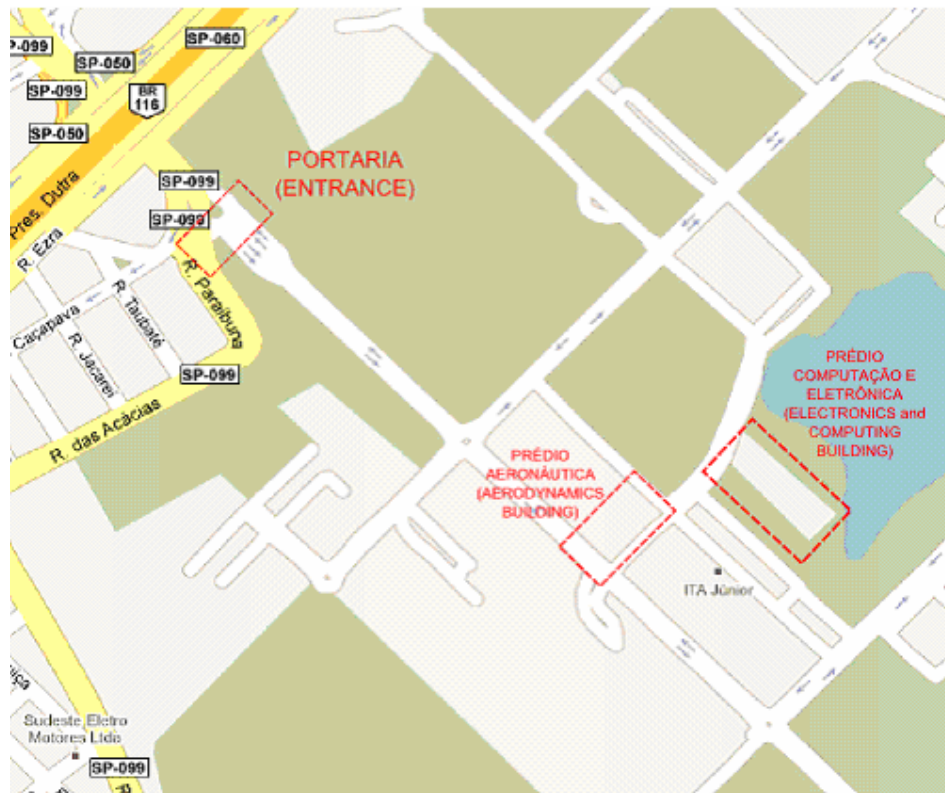 SP-060
SP-099
SP-050
SP-099
BR
116
SP-050
PORTARIA
(ENTRANCE)
SP-099
SP-099
Pres. Dutra
R. Ezra
R. Paraibuna
R. Taubaté
Caçapava
R. Jacareí
SP-099
PRÉDIO
COMPUTAÇÃO E
ELETRÔNICA
(ELECTRONICS and
COMPUTING
BUILDING)
R. das Acácias
PRÉDIO
AERONÁUTICA
(AERODYNAMICS
BUILDING)
ITA Júnior
Sudeste Eletro
Motores Ltda
SP-099